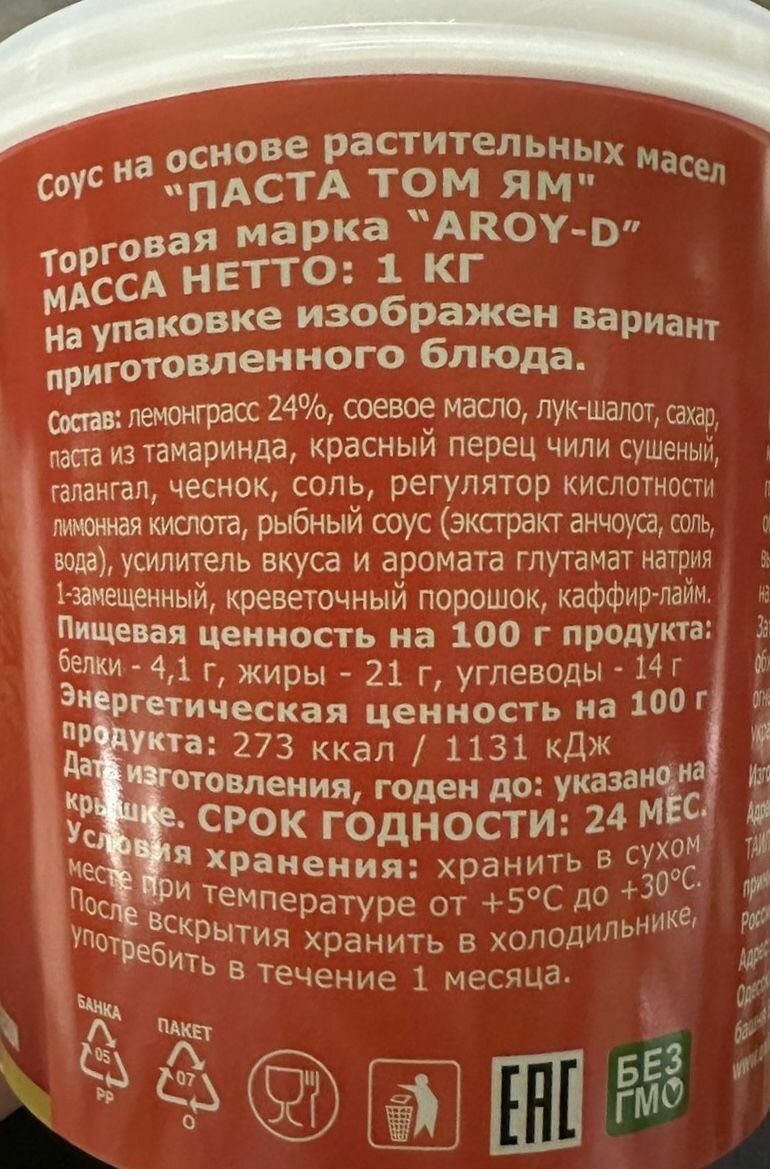 Соус на основе растительных масел
"ПАСТА ТОМ ЯМ"
Торговая марка "AROY-D"
МАССА НЕТТО: 1 КГ
На упаковке изображен вариант
приготовленного блюда.
Состав: лемонграсс 24%, соевое масло, лук-шалот, сахар,
паста из тамаринда, красный перец чили сушеный,
галангал, чеснок, соль, регулятор кислотности
лимонная кислота, рыбный соус (экстракт анчоуса, соль,
вода), усилитель вкуса и аромата глутамат натрия
1-замещенный, креветочный порошок, каффир-лайм.
Пищевая ценность на 100 г продукта:
белки - 4,1 г, жиры - 21 г, углеводы - 14 г
Энергетическая ценность на 100 г
продукта: 273 ккал / 1131 кДж
Дата изготовления, годен до: указано на
крышке. СРОК ГОДНОСТИ: 24 МЕС.
Условия хранения: хранить в сухом
месте при температуре от +5°С до +30°С.
После вскрытия хранить в холодильнике,
употребить в течение 1 месяца.
БАНКА
05
PP
ПАКЕТ
07
O
EAC
БЕЗ
ГМО